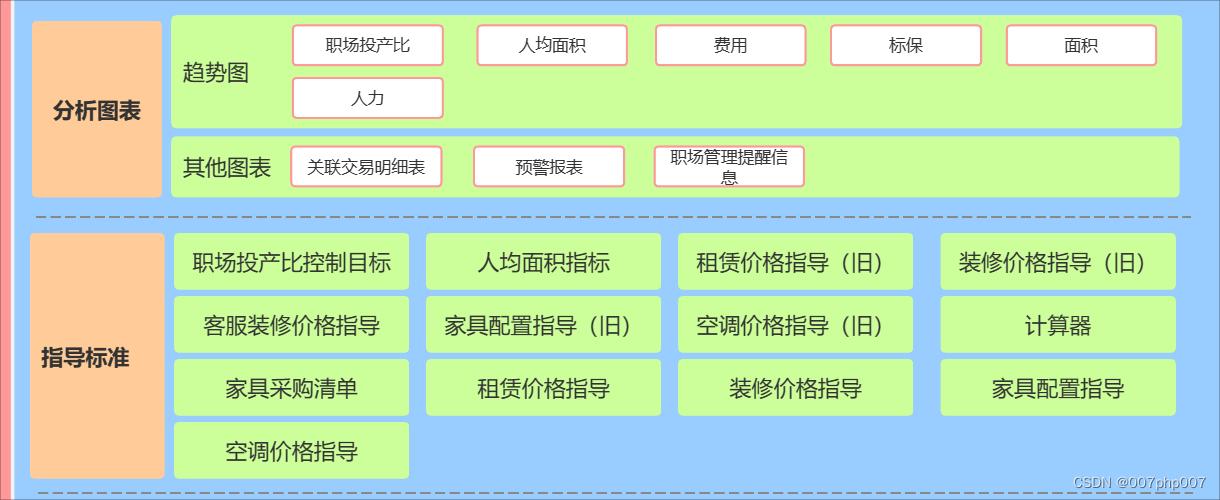 分析图表
趋势图
职场投产比
人均面积
费用
标保
面积
人力
其他图表
关联交易明细表
预警报表
职场管理提醒信
息
指导标准
职场投产比控制目标
人均面积指标
租赁价格指导（旧）
装修价格指导（旧）
客服装修价格指导
家具配置指导（旧）
空调价格指导（旧）
计算器
家具采购清单
租赁价格指导
装修价格指导
家具配置指导
空调价格指导
CSDN @007php007